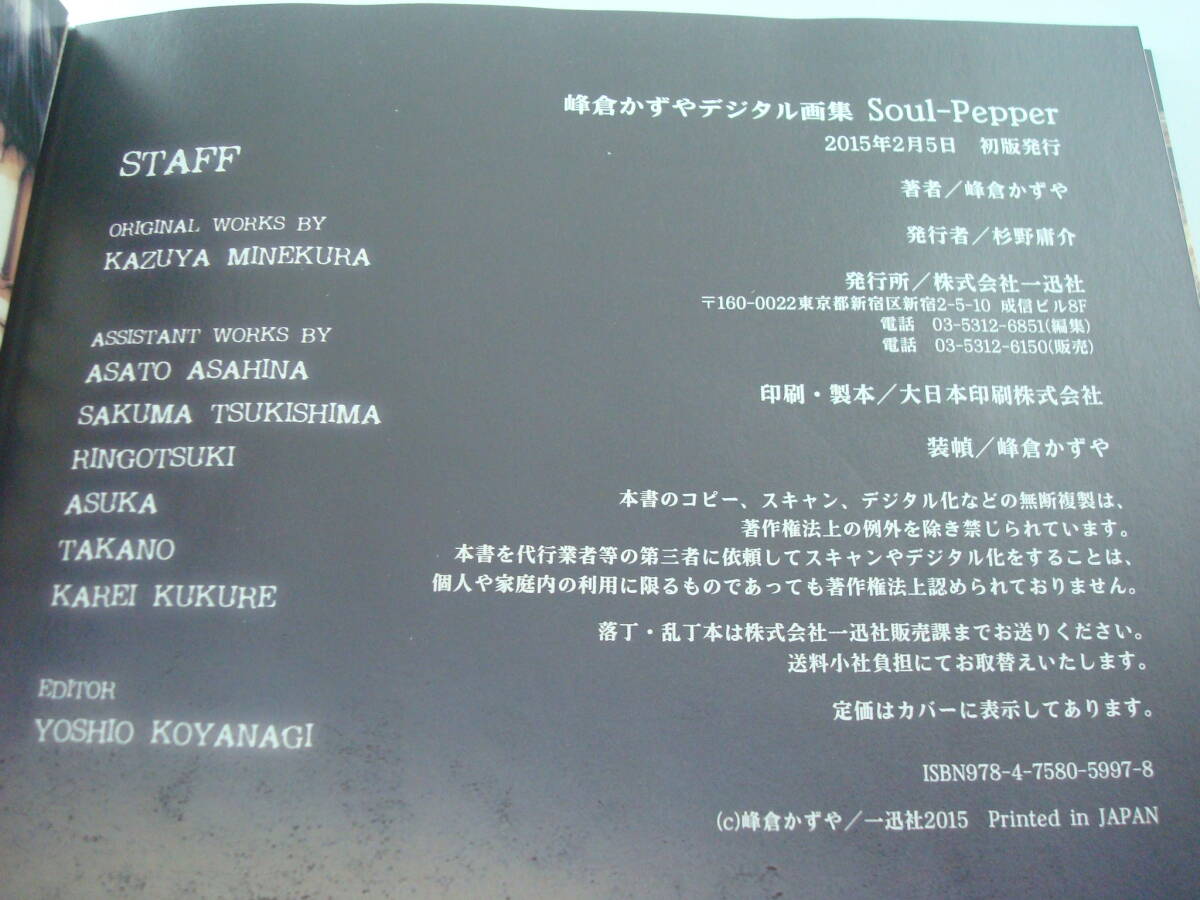 STAFF
ORIGINAL WORKS BY
KAZUYA MINEKURA
ASSISTANT WORKS BY
ASATO ASAHINA
SAKUMA TSUKISHIMA
RINGOTSUKI
ASUKA
TAKANO
KAREI KUKURE
EDITOR
YOSHIO KOYANAGI
峰倉かずやデジタル画集 Soul-Pepper
2015年2月5日 初版発行
著者／峰倉かずや
発行者／杉野庸介
発行所／株式会社一迅社
〒160-0022東京都新宿区新宿2-5-10 成信ビル8F
電話 03-5312-6851(編集)
電話 03-5312-6150(販売)
印刷・製本／大日本印刷株式会社
装幀／峰倉かずや
本書のコピー、スキャン、デジタル化などの無断複製は、
著作権法上の例外を除き禁じられています。
本書を代行業者等の第三者に依頼してスキャンやデジタル化をすることは、
個人や家庭内の利用に限るものであっても著作権法上認められておりません。
落丁・乱丁本は株式会社一迅社販売課までお送りください。
送料小社負担にてお取替えいたします。
定価はカバーに表示してあります。
ISBN978-4-7580-5997-8
(c)峰倉かずや／一迅社2015 Printed in JAPAN